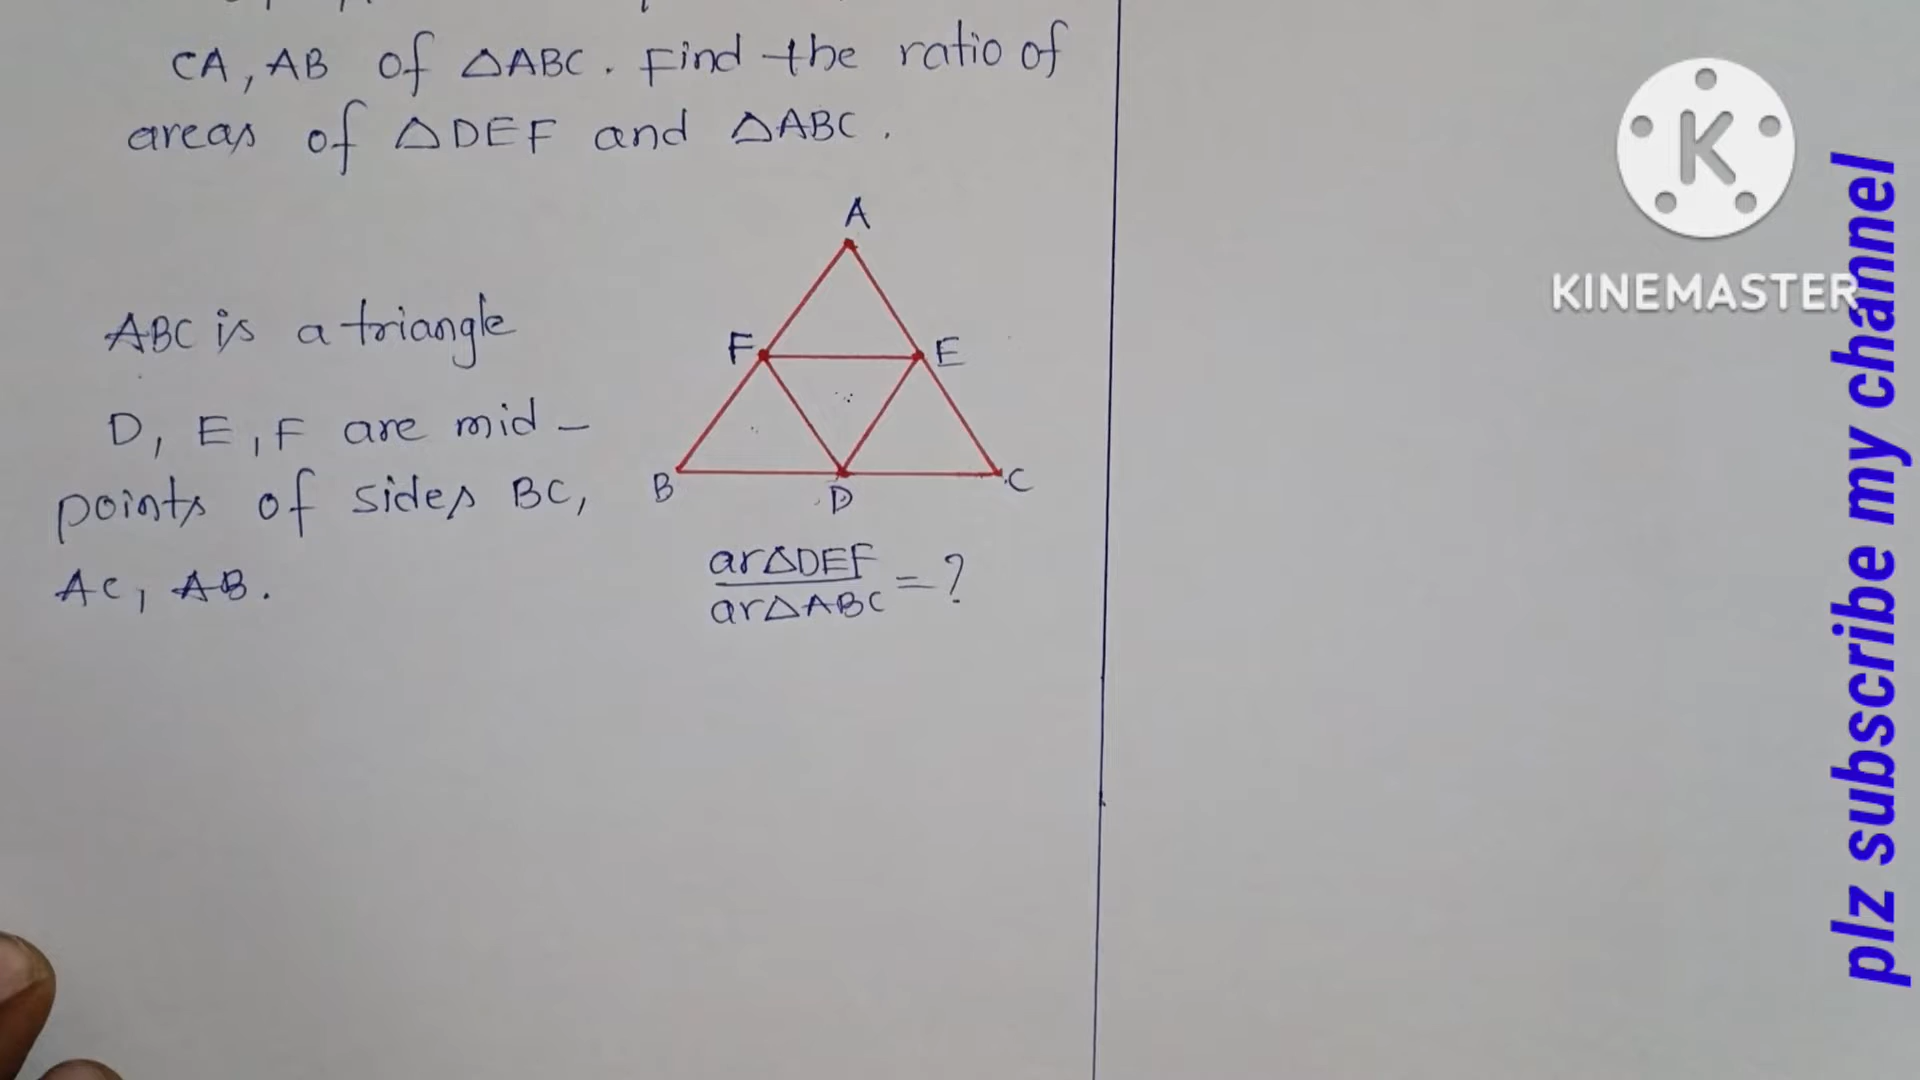 CA, AB of △ABC. Find the ratio of
areas of △DEF and △ABC.
A
ABC is a triangle
F
E
D, E, F are mid-
points of sides BC,
B
D
C
AC, AB.
ar△DEF
ar△ABC
= ?
K
KINEMASTER
plz subscribe my channel